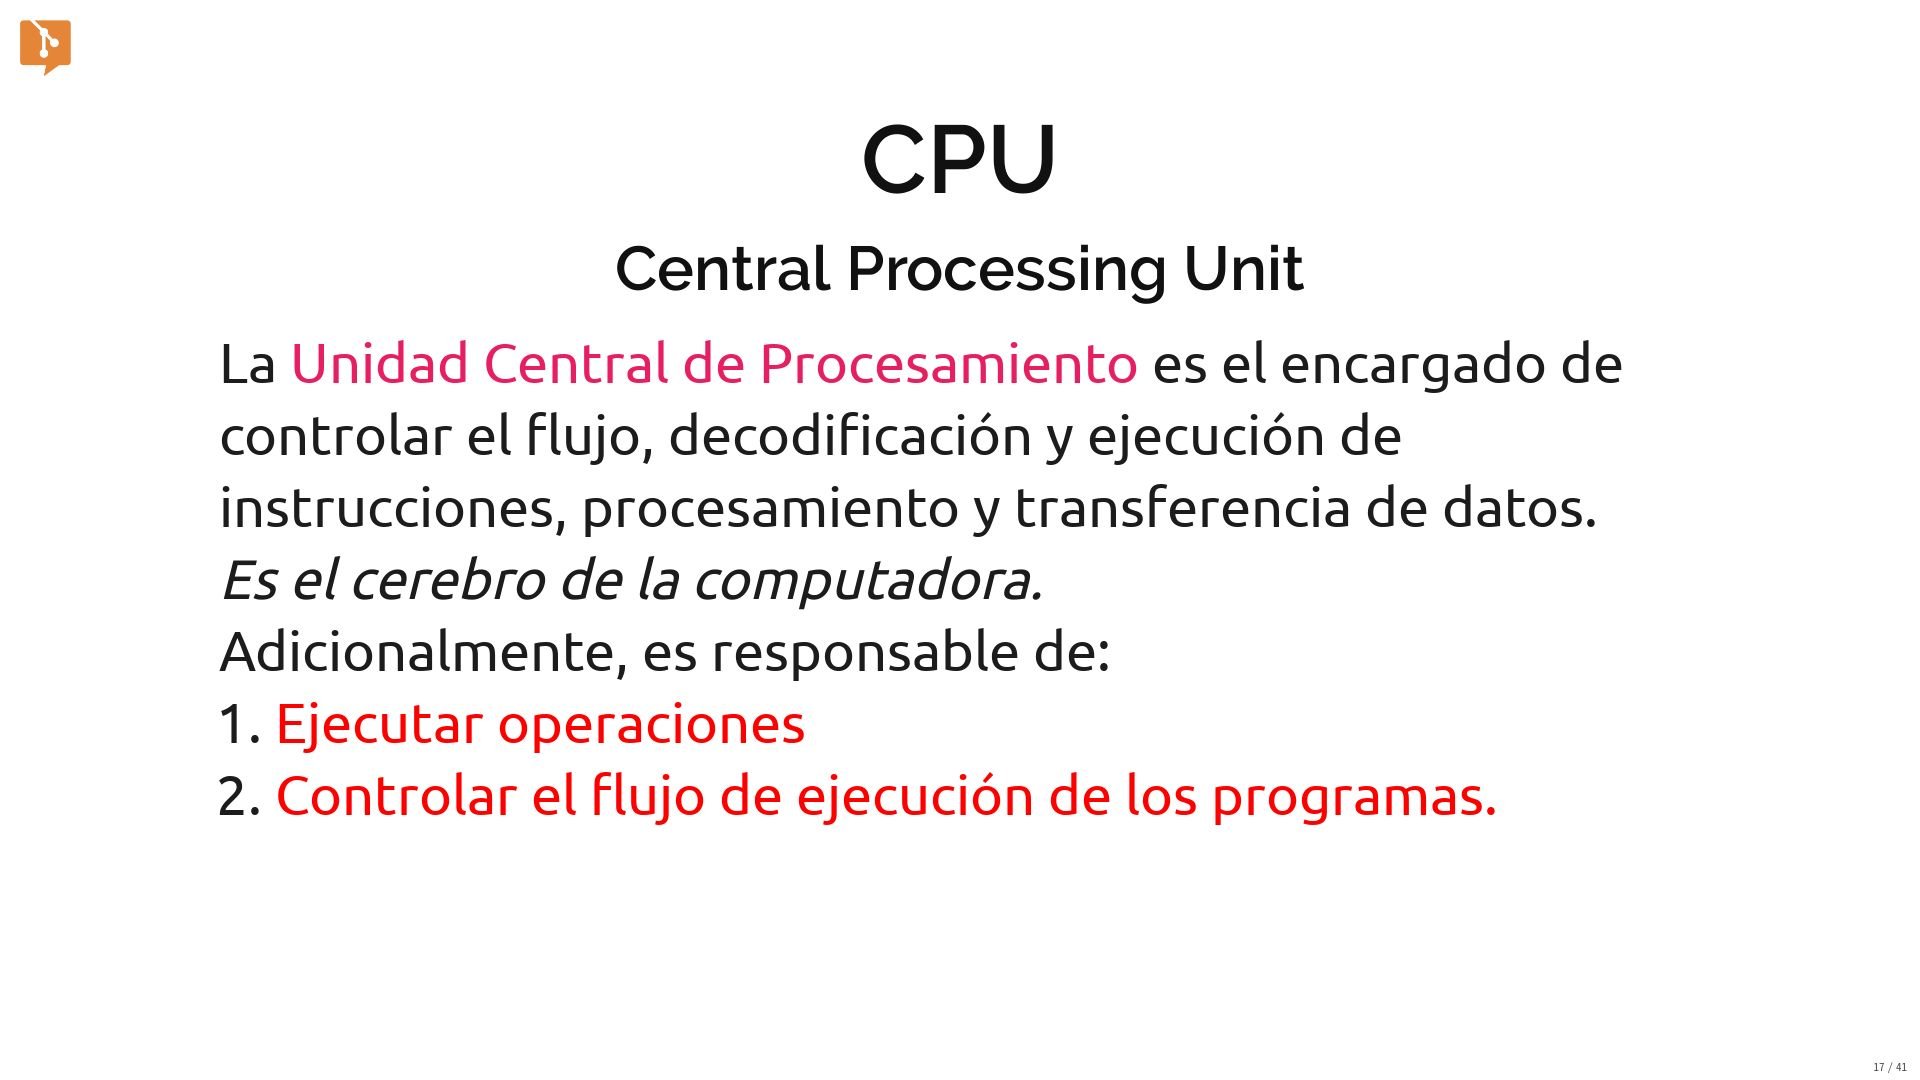 CPU
Central Processing Unit
La Unidad Central de Procesamiento es el encargado de
controlar el flujo, decodificación y ejecución de
instrucciones, procesamiento y transferencia de datos.
Es el cerebro de la computadora.
Adicionalmente, es responsable de:
1. Ejecutar operaciones
2. Controlar el flujo de ejecución de los programas.
17 / 41